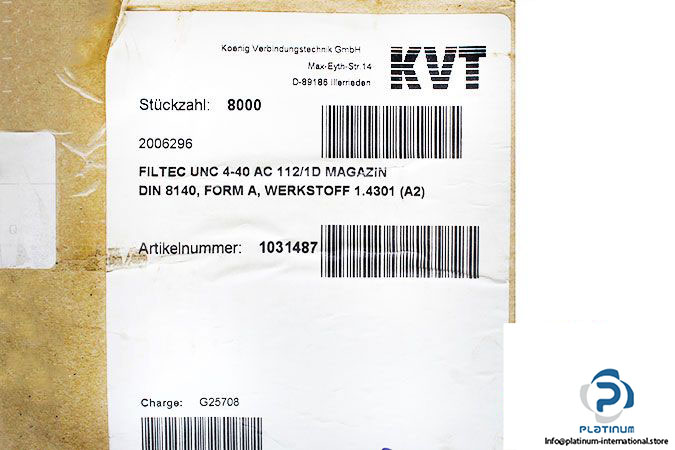 Koenig Verbindungstechnik GmbH
Max-Eyth-Str.14
D-89186 Illerrieden
KVT
Stückzahl: 8000
2006296
FILTEC UNC 4-40 AC 112/1D MAGAZIN
DIN 8140, FORM A, WERKSTOFF 1.4301 (A2)
Artikelnummer: 1031487
Charge: G25708
PLATINUM
Info@platinum-international.store